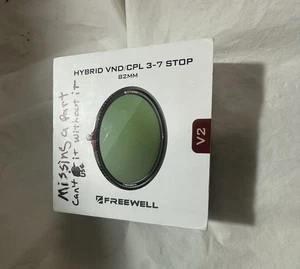 HYBRID VND/CPL 3-7 STOP
82MM
Missing a part
Can't it without it
use
V2
FREEWELL